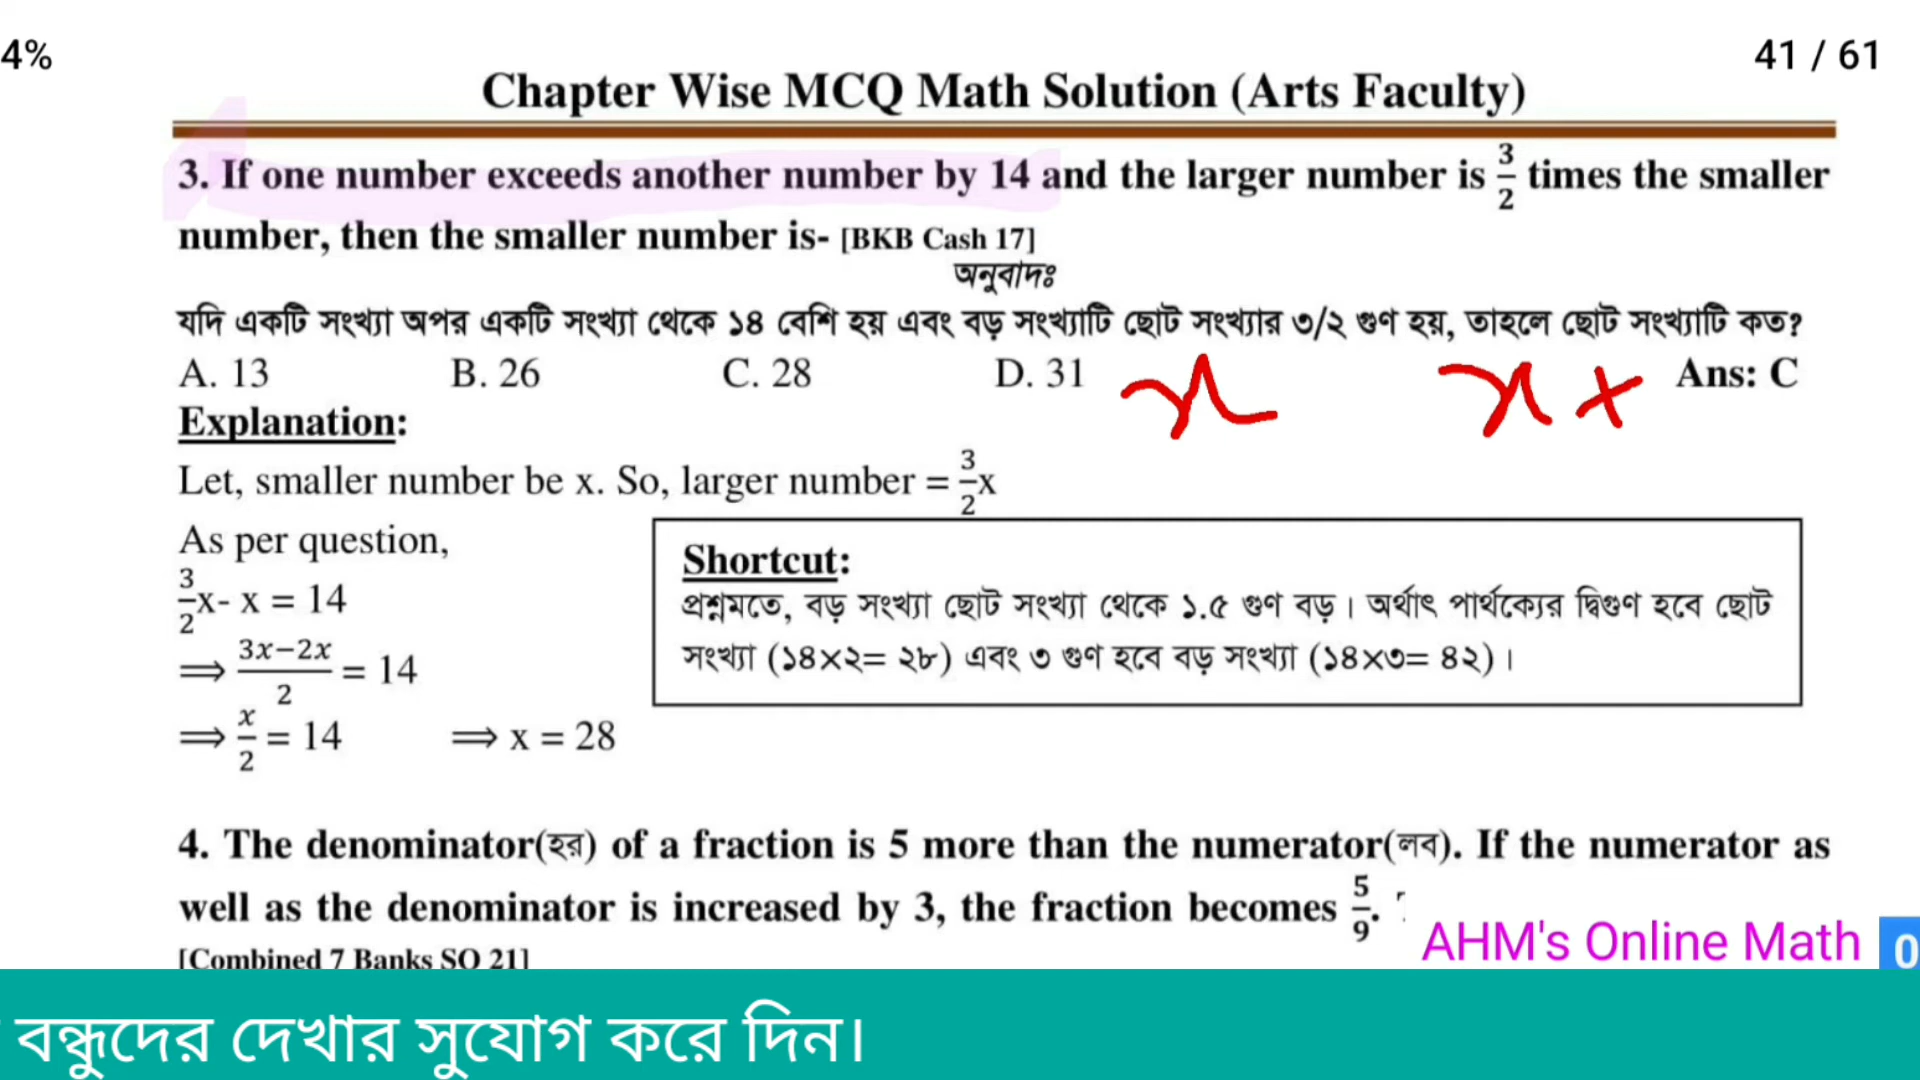 4%
41 / 61
Chapter Wise MCQ Math Solution (Arts Faculty)
3. If one number exceeds another number by 14 and the larger number is 3/2 times the smaller
number, then the smaller number is- [BKB Cash 17]
অনুবাদঃ
যদি একটি সংখ্যা অপর একটি সংখ্যা থেকে ১৪ বেশি হয় এবং বড় সংখ্যাটি ছোট সংখ্যার ৩/২ গুণ হয়, তাহলে ছোট সংখ্যাটি কত?
A. 13 B. 26 C. 28 D. 31 x x + Ans: C
Explanation:
Let, smaller number be x. So, larger number = 3/2 x
As per question,
3/2 x- x = 14
⟹ (3x−2x)/2 = 14
⟹ x/2 = 14 ⟹ x = 28
Shortcut:
প্রশ্নমতে, বড় সংখ্যা ছোট সংখ্যা থেকে ১.৫ গুণ বড়। অর্থাৎ পার্থক্যের দ্বিগুণ হবে ছোট
সংখ্যা (১৪×২= ২৮) এবং ৩ গুণ হবে বড় সংখ্যা (১৪×৩= ৪২)।
4. The denominator(হর) of a fraction is 5 more than the numerator(লব). If the numerator as
well as the denominator is increased by 3, the fraction becomes 5/9.
[Combined 7 Banks SO 21]
AHM's Online Math 0
বন্ধুদের দেখার সুযোগ করে দিন।